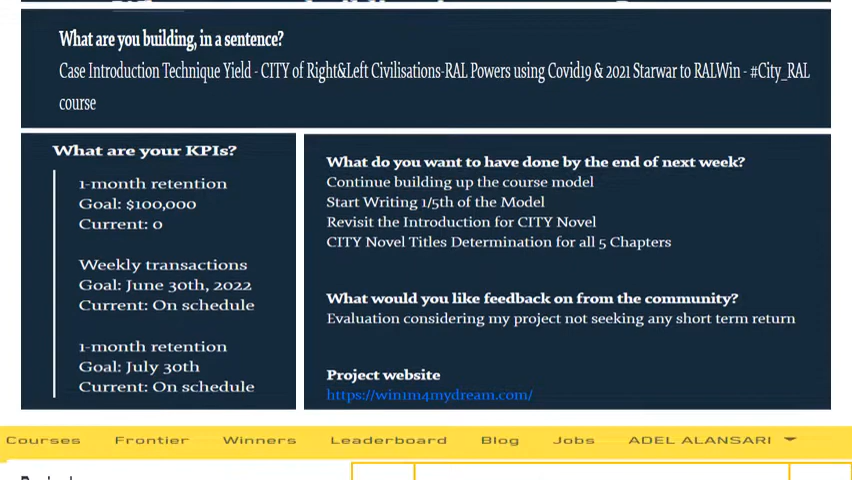 What are you building, in a sentence?
Case Introduction Technique Yield - CITY of Right&Left Civilisations-RAL Powers using Covid19 & 2021 Starwar to RALWin - #City_RAL
course
What are your KPIs?
1-month retention
Goal: $100,000
Current: 0
Weekly transactions
Goal: June 30th, 2022
Current: On schedule
1-month retention
Goal: July 30th
Current: On schedule
What do you want to have done by the end of next week?
Continue building up the course model
Start Writing 1/5th of the Model
Revisit the Introduction for CITY Novel
CITY Novel Titles Determination for all 5 Chapters
What would you like feedback on from the community?
Evaluation considering my project not seeking any short term return
Project website
https://win1m4mydream.com/
Courses Frontier Winners Leaderboard Blog Jobs ADEL ALANSARI